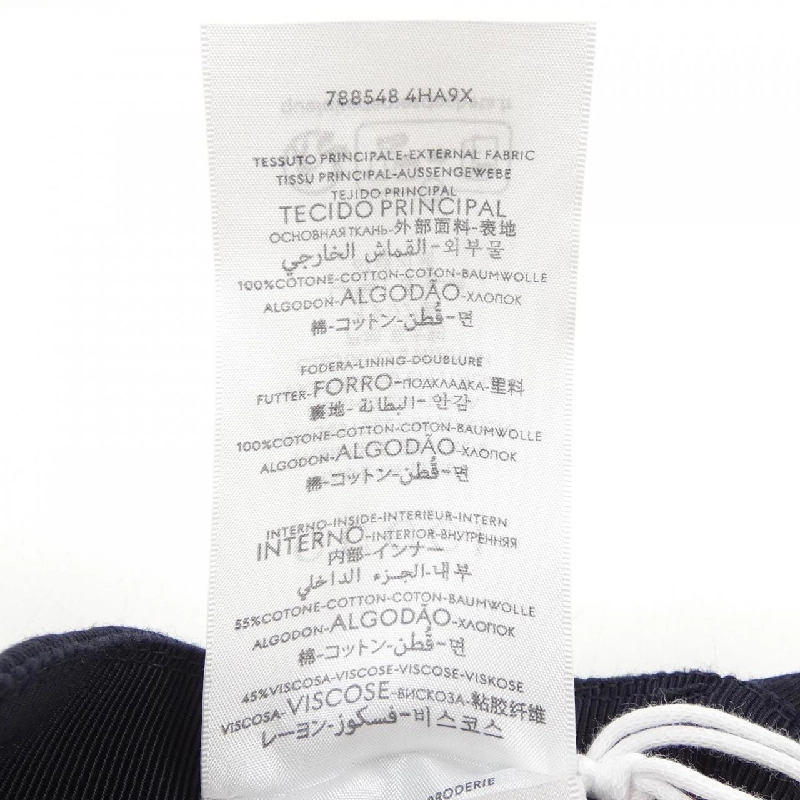 788548 4HA9X
TESSUTO PRINCIPALE-EXTERNAL FABRIC
TISSU PRINCIPAL-AUSSENGEWEBE
TEJIDO PRINCIPAL
TECIDO PRINCIPAL
ОСНОВНАЯ ТКАНЬ-外部面料-表地
القماش الخارجي-외부물
100%COTONE-COTTON-COTON-BAUMWOLLE
ALGODON-ALGODÃO-ХЛОПОК
棉-コットン-قُطن-면
FODERA-LINING-DOUBLURE
FUTTER-FORRO-ПОДКЛАДКА-里料
裏地-البطانة-안감
100%COTONE-COTTON-COTON-BAUMWOLLE
ALGODON-ALGODÃO-ХЛОПОК
棉-コットン-قُطن-면
INTERNO-INSIDE-INTERIEUR-INTERN
INTERNO-INTERIOR-ВНУТРЕННЯЯ
内部-インナー
الجزء الداخلي-내부
55%COTONE-COTTON-COTON-BAUMWOLLE
ALGODON-ALGODÃO-ХЛОПОК
棉-コットン-قُطن-면
45%VISCOSA-VISCOSE-VISCOSE-VISKOSE
VISCOSA-VISCOSE-ВИСКОЗА-粘胶纤维
レーヨン-فسكوز-비스코스